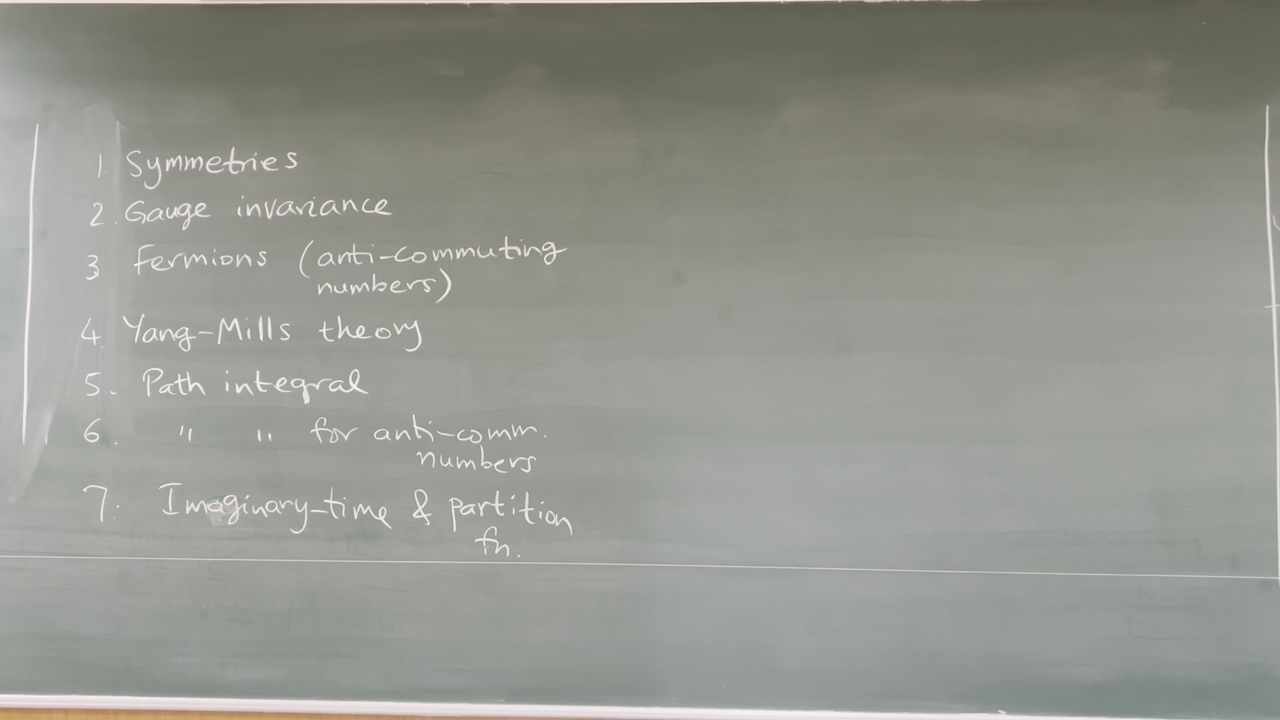 1. Symmetries
2. Gauge invariance
3 Fermions (anti-commuting
numbers)
4. Yang-Mills theory
5. Path integral
6. " " for anti-comm.
numbers
7. Imaginary-time & partition
fn.